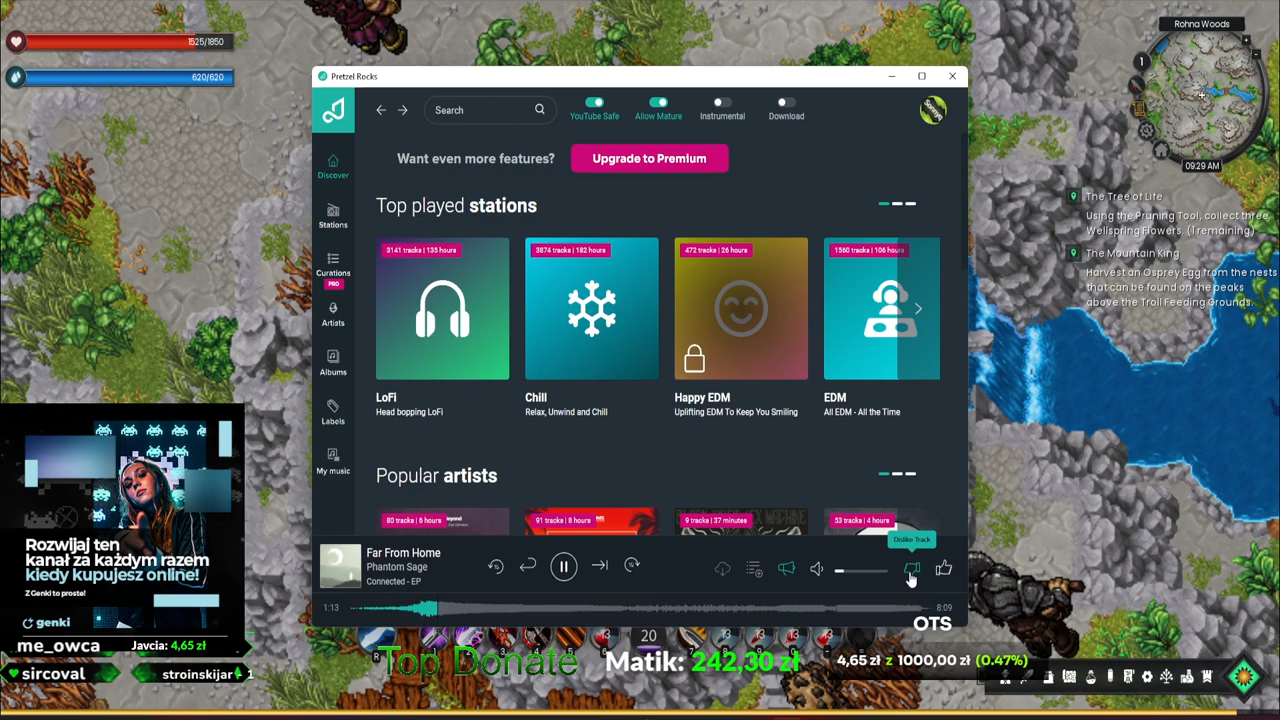 1525/1850
620/620
Rohna Woods
1
09:29 AM
The Tree of Life
Using the Pruning Tool, collect three
Wellspring Flowers. (1 remaining)
The Mountain King
Harvest an Osprey Egg from the nests
that can be found on the peaks
above the Troll Feeding Grounds.
Pretzel Rocks
Search
YouTube Safe
Allow Mature
Instrumental
Download
Want even more features?
Upgrade to Premium
Discover
Stations
Curations
PRO
Artists
Albums
Labels
My music
Top played stations
3141 tracks | 135 hours
3874 tracks | 182 hours
472 tracks | 26 hours
1560 tracks | 106 hours
LoFi
Head bopping LoFi
Chill
Relax, Unwind and Chill
Happy EDM
Uplifting EDM To Keep You Smiling
EDM
All EDM - All the Time
Popular artists
80 tracks | 6 hours
91 tracks | 8 hours
9 tracks | 37 minutes
53 tracks | 4 hours
Dislike Track
Far From Home
Phantom Sage
Connected - EP
1:13
8:09
Rozwijaj ten
kanał za każdym razem
kiedy kupujesz online!
Z Genki to proste!
genki
me_owca
Javcia: 4,65 zł
sircoval
stroinskijar
1
R
20
Top Donate
Matik: 242,30 zł
OTS
4,65 zł z 1000,00 zł (0.47%)